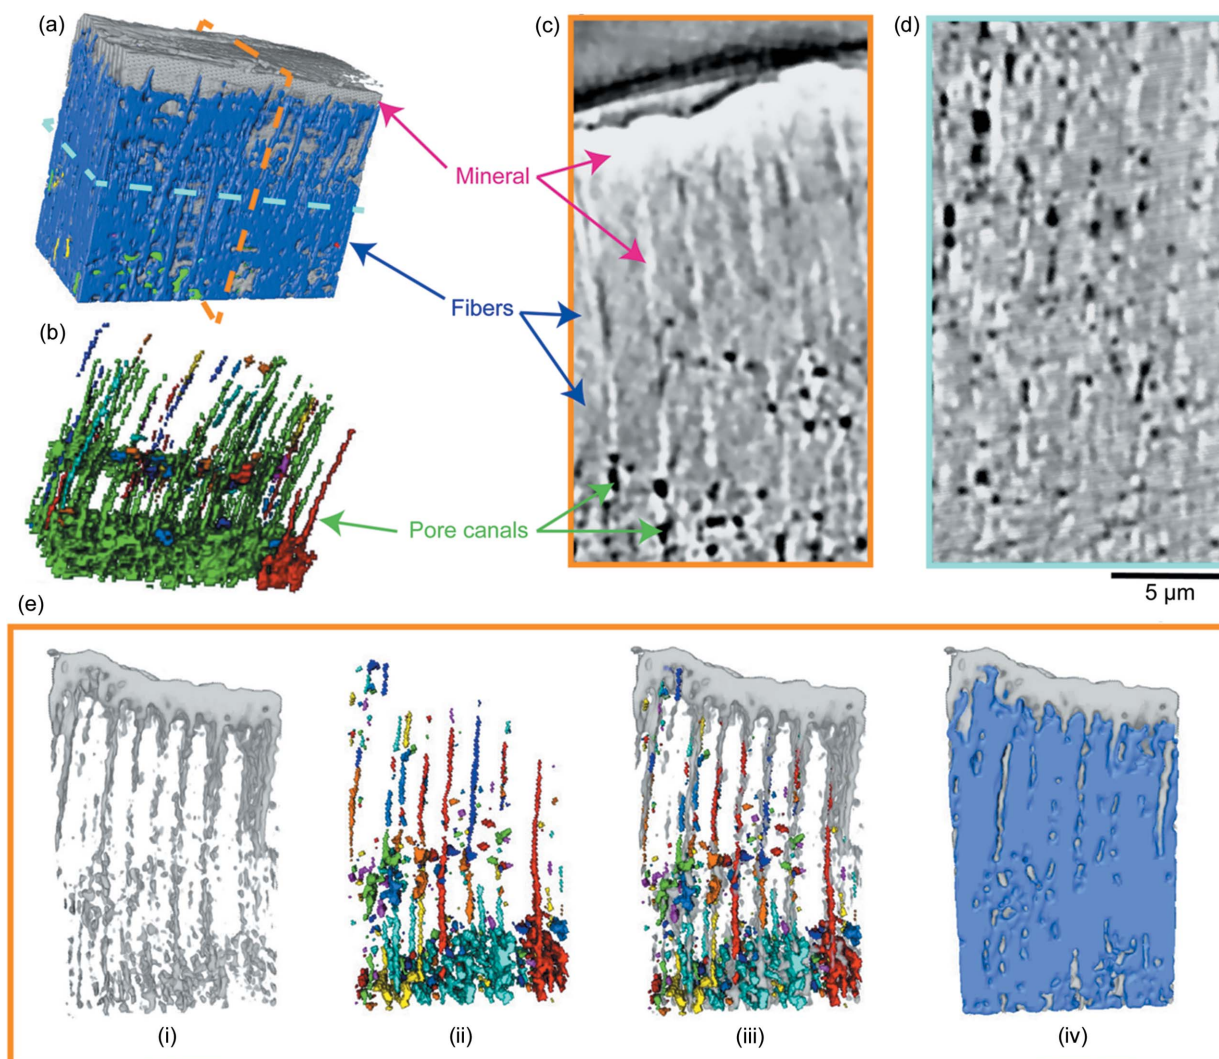 (a)
(c)
(d)
Mineral
Fibers
(b)
Pore canals
5 µm
(e)
(i)
(ii)
(iii)
(iv)